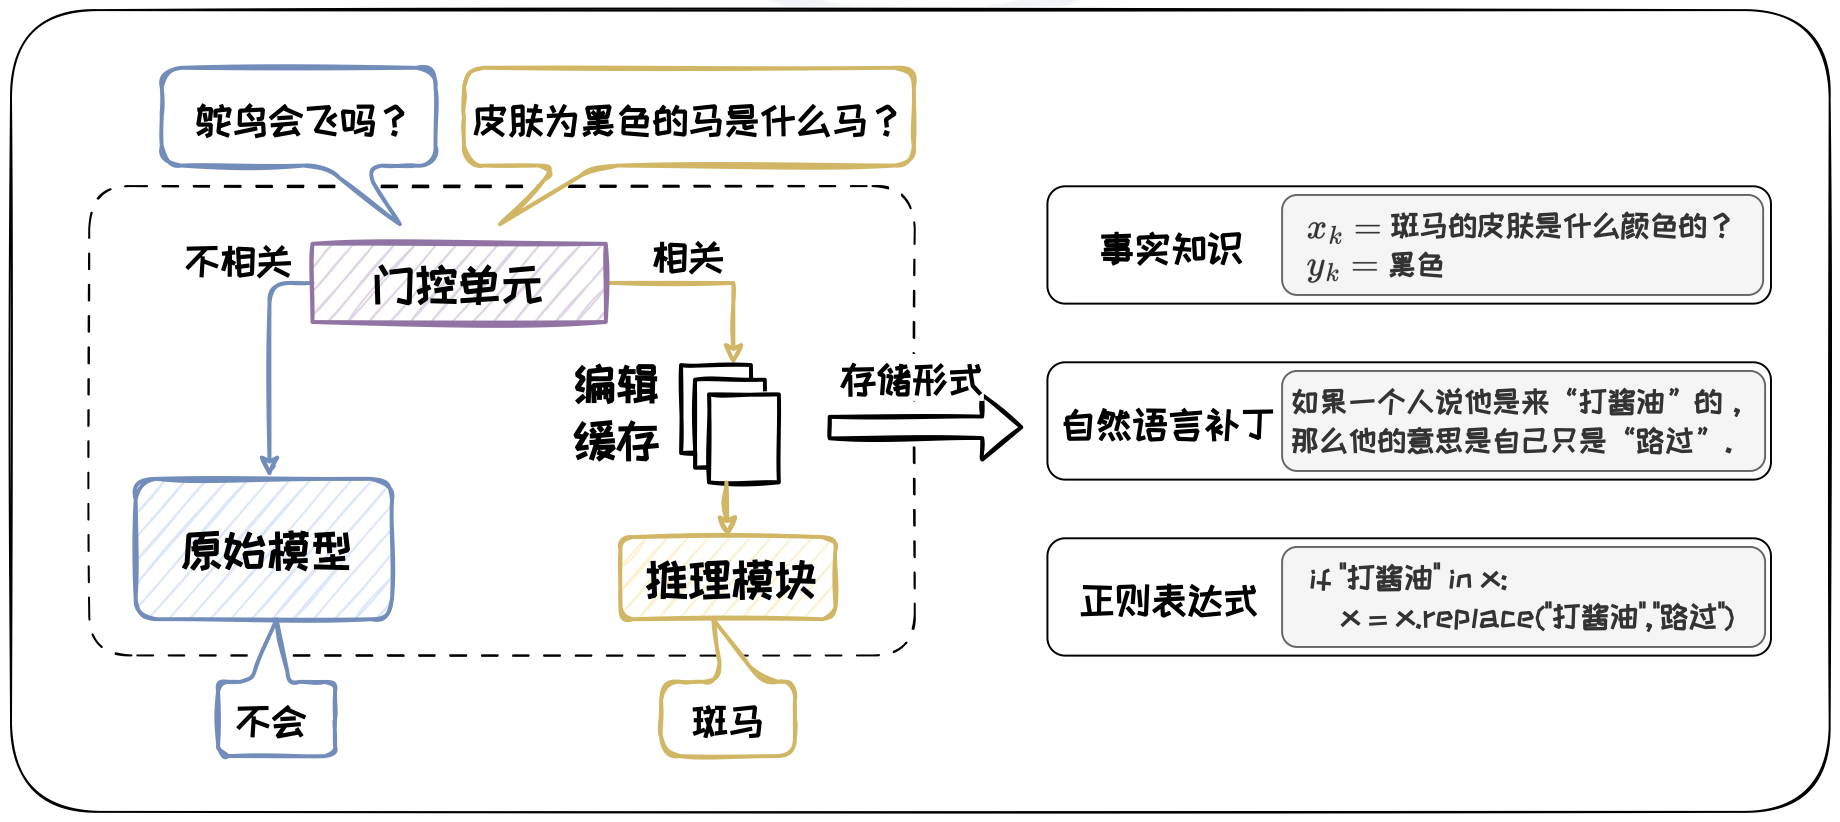 鸵鸟会飞吗？
皮肤为黑色的马是什么马？
不相关
门控单元
相关
编辑
缓存
存储形式
原始模型
推理模块
不会
斑马
事实知识
x_k = 斑马的皮肤是什么颜色的？
y_k = 黑色
自然语言补丁
如果一个人说他是来“打酱油”的，
那么他的意思是自己只是“路过”.
正则表达式
if "打酱油" in x:
x = x.replace("打酱油","路过")